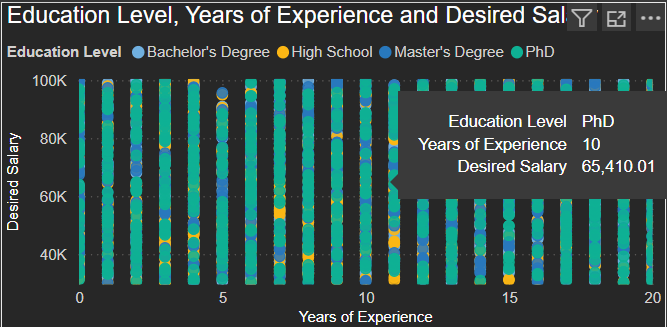 Education Level, Years of Experience and Desired Sal
Education Level Bachelor's Degree High School Master's Degree PhD
100K
80K
60K
40K
Desired Salary
Education Level PhD
Years of Experience 10
Desired Salary 65,410.01
0 5 10 15 20
Years of Experience